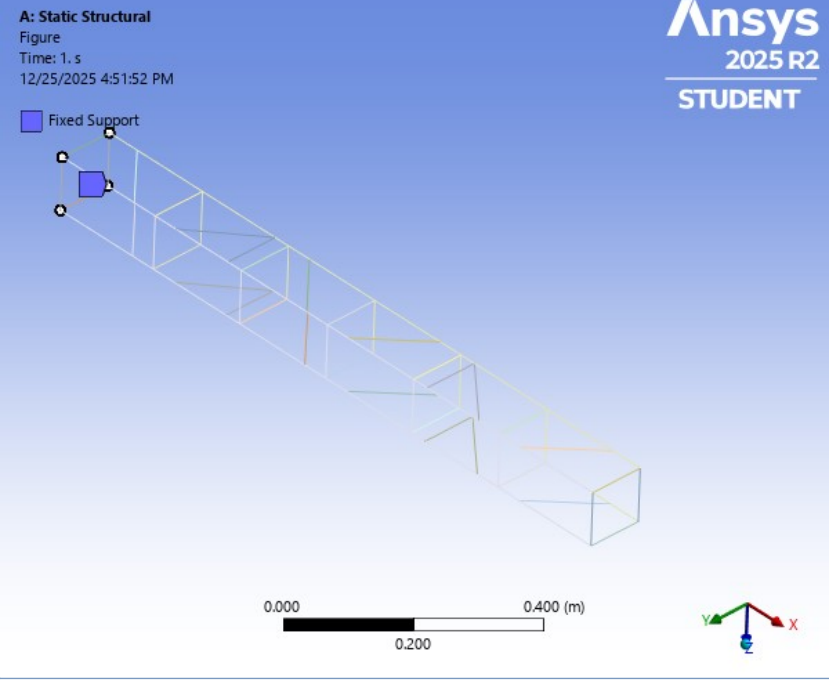 A: Static Structural
Figure
Time: 1. s
12/25/2025 4:51:52 PM
Fixed Support
Ansys
2025 R2
STUDENT
0.000
0.400 (m)
0.200
Y
X
Z